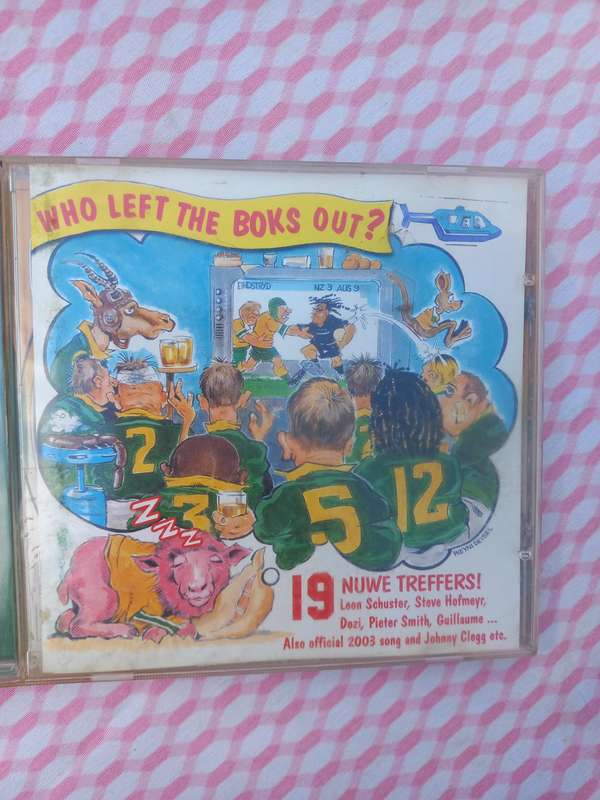 WHO LEFT THE BOKS OUT?
EINDSTRYD NZ 3 AUS 9
2
3
5
12
Z Z Z
19 NUWE TREFFERS!
Leon Schuster, Steve Hofmeyr,
Dozi, Pieter Smith, Guillaume ...
Also official 2003 song and Johnny Clegg etc.